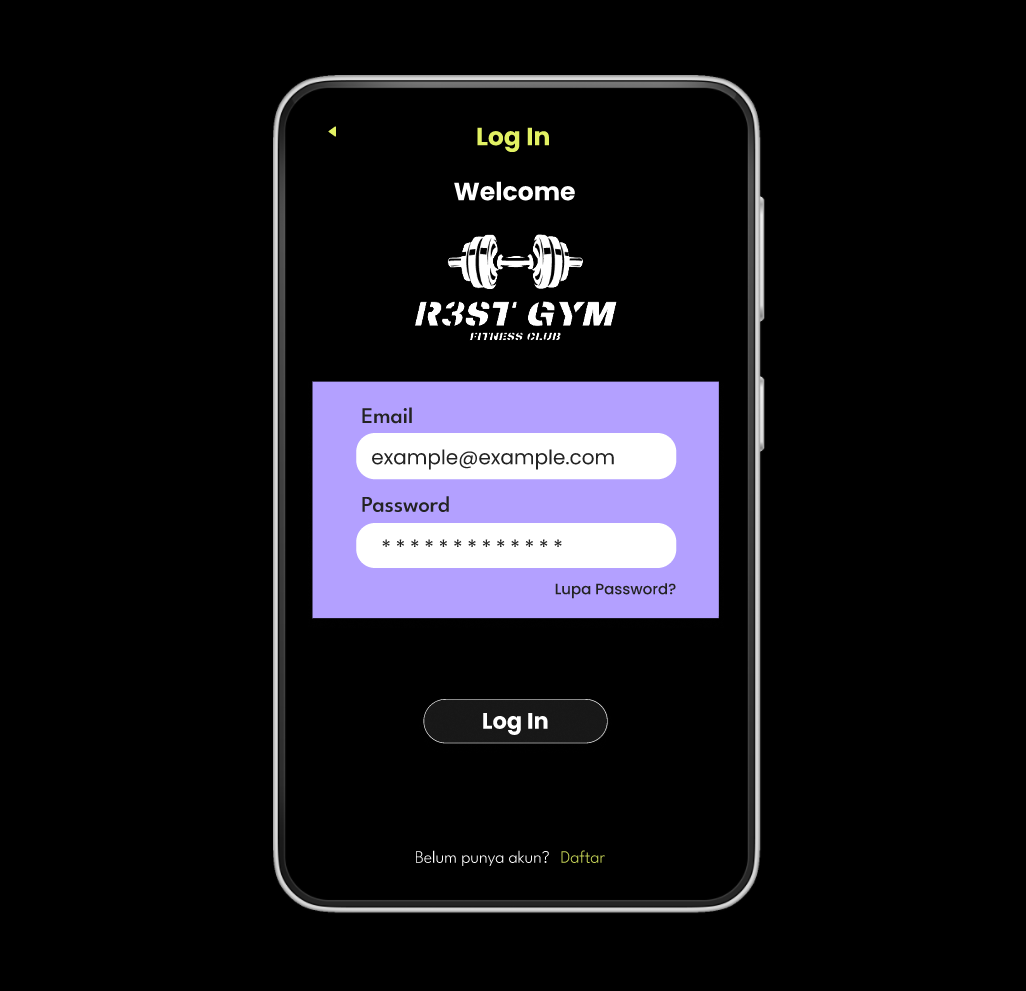 Log In
Welcome
R3ST GYM
FITNESS CLUB
Email
example@example.com
Password
*************
Lupa Password?
Log In
Belum punya akun? Daftar